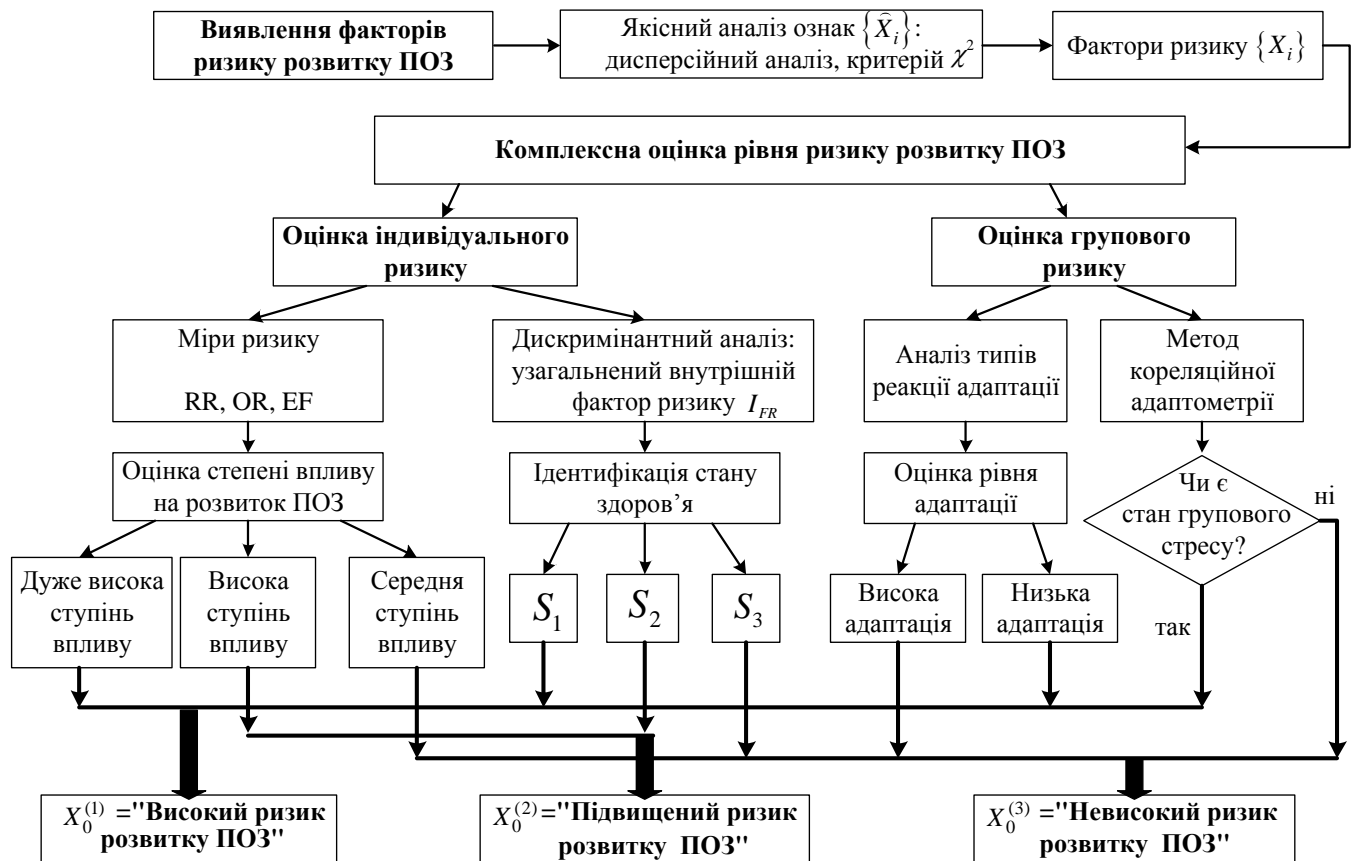 Виявлення факторів
ризику розвитку ПОЗ
Якісний аналіз ознак {X̂ᵢ}:
дисперсійний аналіз, критерій χ²
Фактори ризику {Xᵢ}
Комплексна оцінка рівня ризику розвитку ПОЗ
Оцінка індивідуального
ризику
Оцінка групового
ризику
Міри ризику
RR, OR, EF
Дискримінантний аналіз:
узагальнений внутрішній
фактор ризику I_FR
Аналіз типів
реакції адаптації
Метод
кореляційної
адаптометрії
Оцінка степені впливу
на розвиток ПОЗ
Ідентифікація стану
здоров’я
Оцінка рівня
адаптації
Чи є
стан групового
стресу?
ні
так
Дуже висока
ступінь
впливу
Висока
ступінь
впливу
Середня
ступінь
впливу
S₁
S₂
S₃
Висока
адаптація
Низька
адаптація
X₀⁽¹⁾ ="Високий ризик
розвитку ПОЗ"
X₀⁽²⁾="Підвищений ризик
розвитку ПОЗ"
X₀⁽³⁾ ="Невисокий ризик
розвитку ПОЗ"